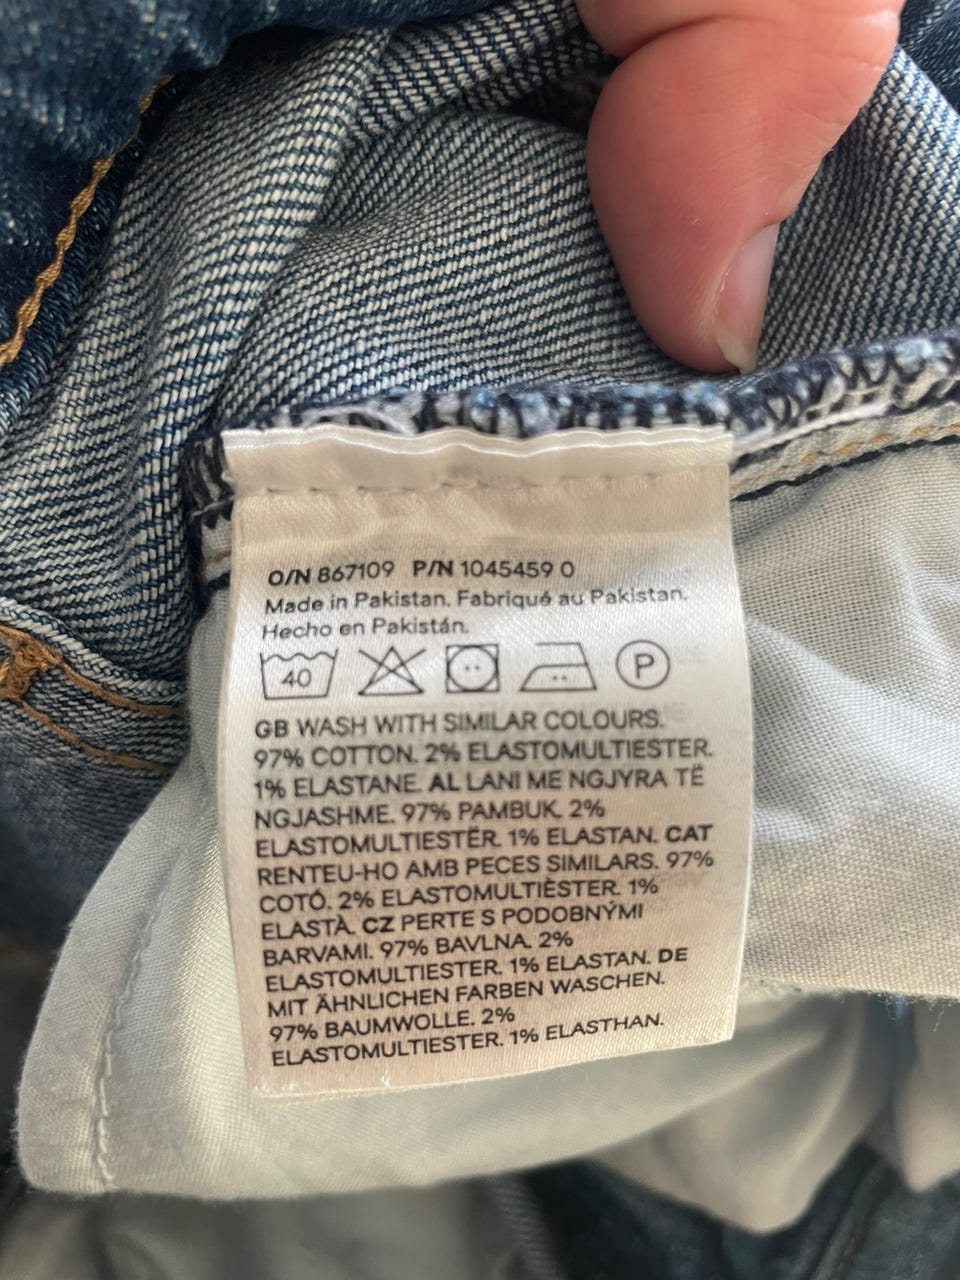 O/N 867109 P/N 1045459 0
Made in Pakistan. Fabriqué au Pakistan.
Hecho en Pakistán.
40 P
GB WASH WITH SIMILAR COLOURS.
97% COTTON. 2% ELASTOMULTIESTER.
1% ELASTANE. AL LANI ME NGJYRA TË
NGJASHME. 97% PAMBUK. 2%
ELASTOMULTIESTËR. 1% ELASTAN. CAT
RENTEU-HO AMB PECES SIMILARS. 97%
COTÓ. 2% ELASTOMULTIÈSTER. 1%
ELASTÀ. CZ PERTE S PODOBNÝMI
BARVAMI. 97% BAVLNA. 2%
ELASTOMULTIESTER. 1% ELASTAN. DE
MIT ÄHNLICHEN FARBEN WASCHEN.
97% BAUMWOLLE. 2%
ELASTOMULTIESTER. 1% ELASTHAN.